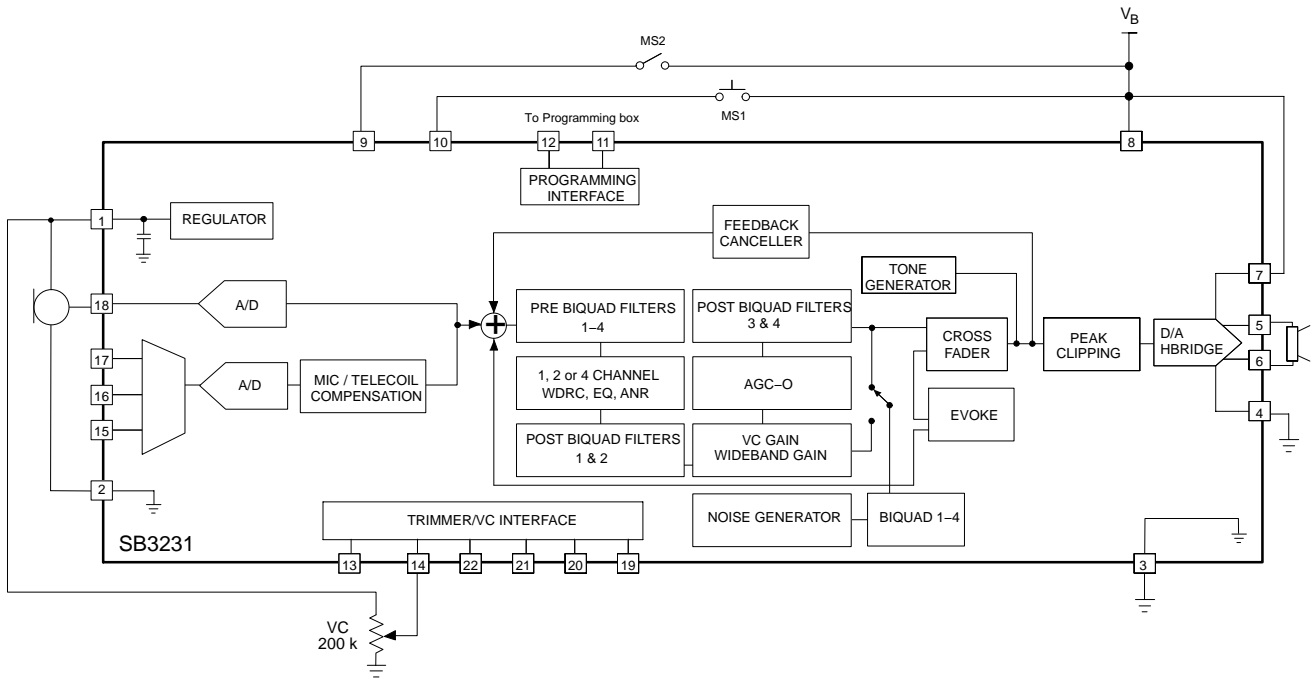 VB
MS2
MS1
To Programming box
9
10
12
11
8
PROGRAMMING
INTERFACE
1
REGULATOR
FEEDBACK
CANCELLER
TONE
GENERATOR
7
18
A/D
+
PRE BIQUAD FILTERS
1–4
POST BIQUAD FILTERS
3 & 4
CROSS
FADER
PEAK
CLIPPING
D/A
HBRIDGE
5
6
17
16
15
A/D
MIC / TELECOIL
COMPENSATION
1, 2 or 4 CHANNEL
WDRC, EQ, ANR
AGC–O
EVOKE
4
POST BIQUAD FILTERS
1 & 2
VC GAIN
WIDEBAND GAIN
2
TRIMMER/VC INTERFACE
NOISE GENERATOR
BIQUAD 1–4
SB3231
13
14
22
21
20
19
3
VC
200 k